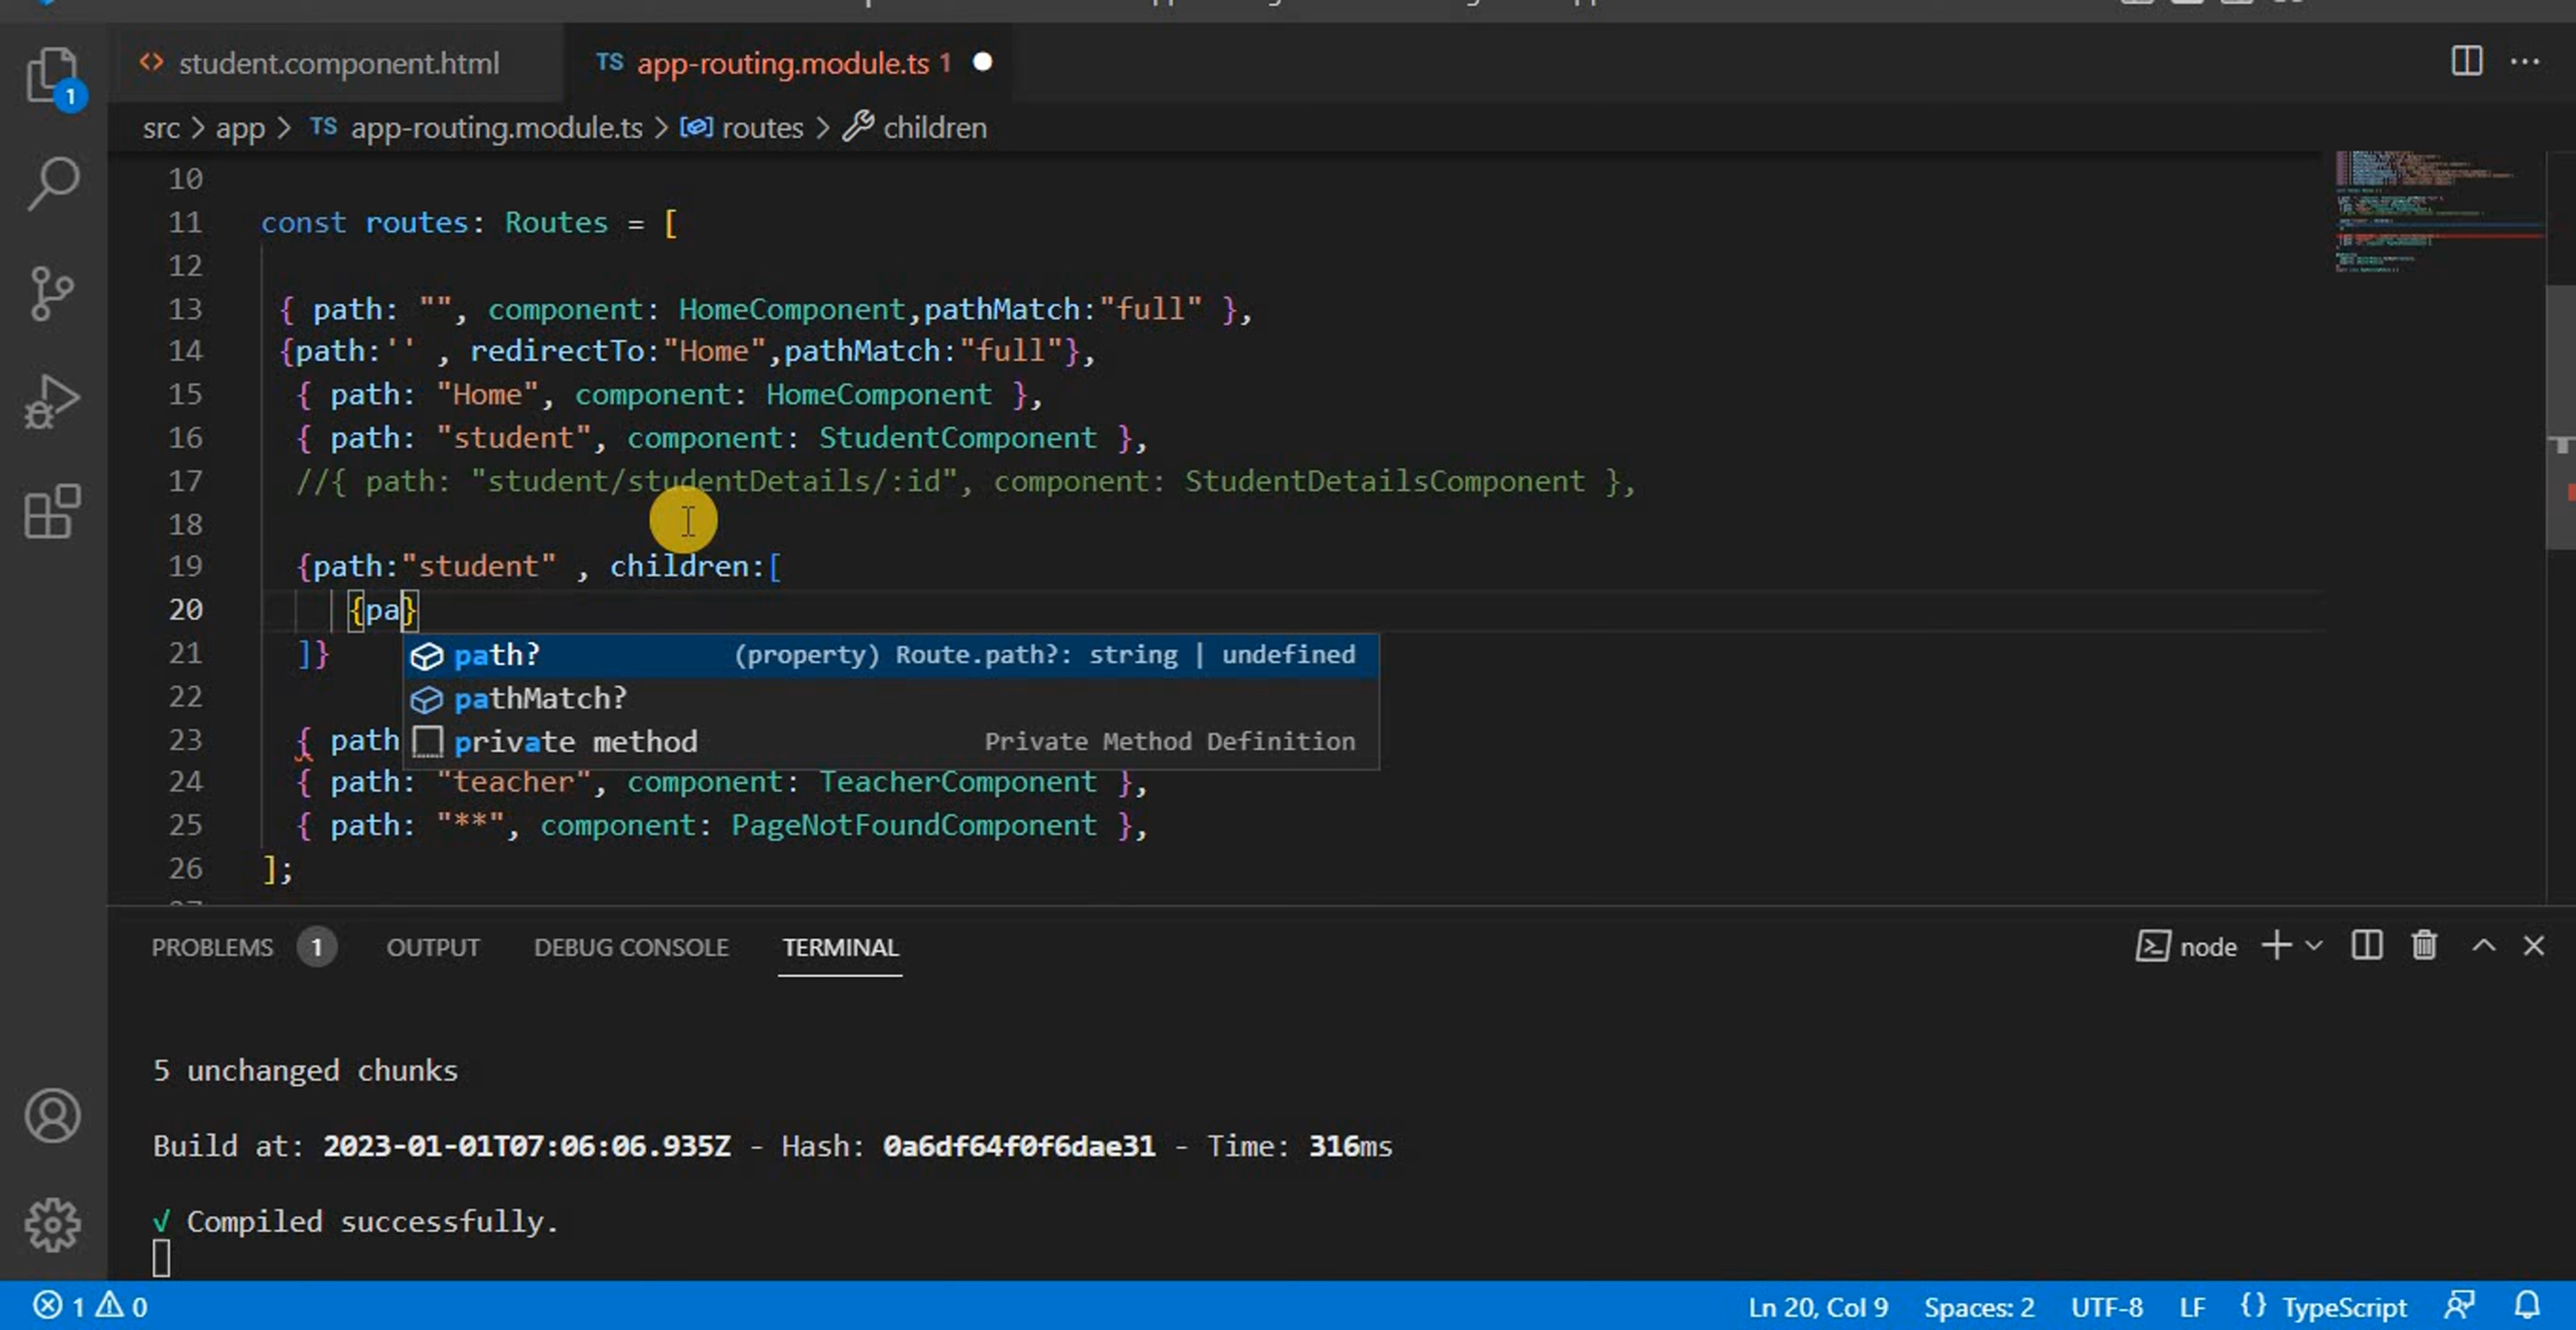 student.component.html
TS app-routing.module.ts 1
1
src > app > TS app-routing.module.ts > routes > children
10
11 const routes: Routes = [
12
13 { path: "", component: HomeComponent,pathMatch:"full" },
14 {path:'' , redirectTo:"Home",pathMatch:"full"},
15 { path: "Home", component: HomeComponent },
16 { path: "student", component: StudentComponent },
17 //{ path: "student/studentDetails/:id", component: StudentDetailsComponent },
18
19 {path:"student" , children:[
20 {pa}
21 ]}
path? (property) Route.path?: string | undefined
22
pathMatch?
23 { path
private method Private Method Definition
24 { path: "teacher", component: TeacherComponent },
25 { path: "**", component: PageNotFoundComponent },
26 ];
PROBLEMS 1 OUTPUT DEBUG CONSOLE TERMINAL node
5 unchanged chunks
Build at: 2023-01-01T07:06:06.935Z - Hash: 0a6df64f0f6dae31 - Time: 316ms
√ Compiled successfully.
1 0 Ln 20, Col 9 Spaces: 2 UTF-8 LF {} TypeScript